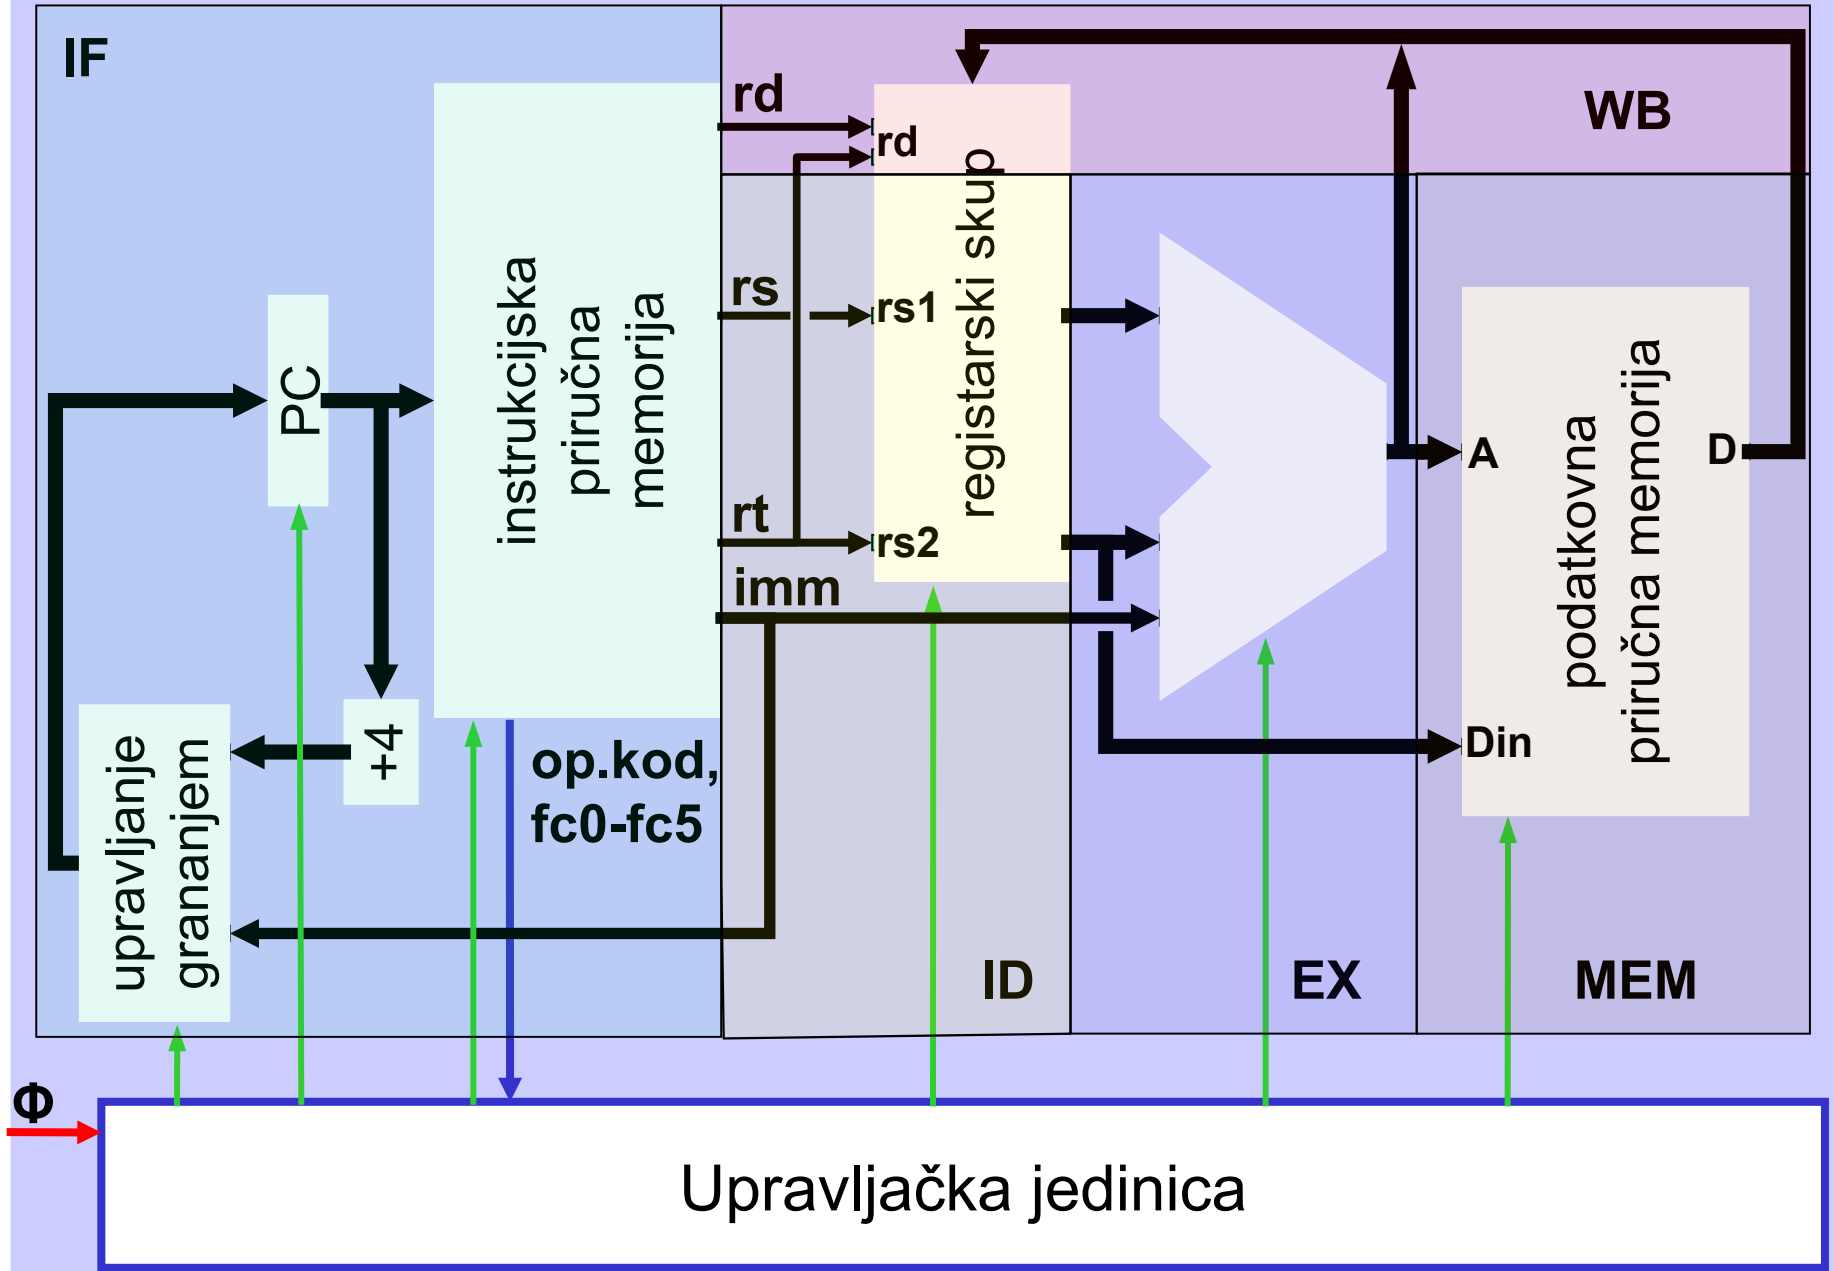 IF
WB
rd
rd
rs
rs1
rt
rs2
imm
PC
+4
instrukcijska
priručna
memorija
registarski skup
A
D
Din
podatkovna
priručna memorija
upravljanje
grananjem
op.kod,
fc0-fc5
ID
EX
MEM
Φ
Upravljačka jedinica